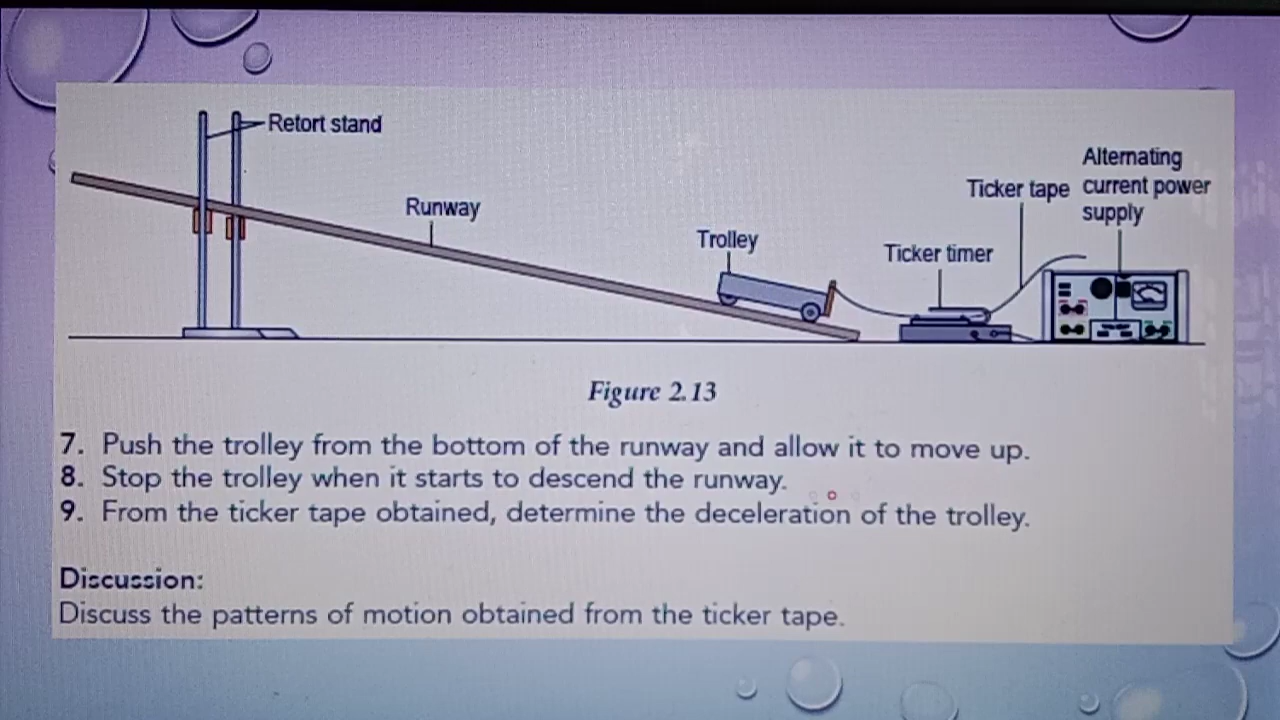 Retort stand
Alternating
Ticker tape current power
supply
Runway
Trolley
Ticker timer
Figure 2.13
7. Push the trolley from the bottom of the runway and allow it to move up.
8. Stop the trolley when it starts to descend the runway.
9. From the ticker tape obtained, determine the deceleration of the trolley.
Discussion:
Discuss the patterns of motion obtained from the ticker tape.